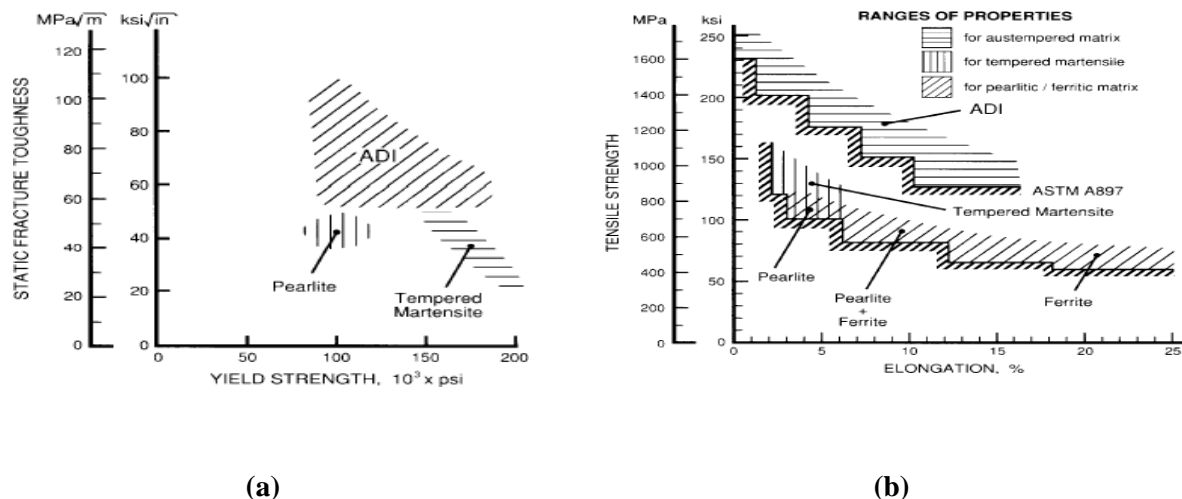 MPa√m
ksi√in
120
100
80
60
40
20
0
100
80
60
40
20
0
STATIC FRACTURE TOUGHNESS
ADI
Pearlite
Tempered
Martensite
0
50
100
150
200
YIELD STRENGTH, 10³ x psi
(a)
RANGES OF PROPERTIES
for austempered matrix
for tempered martensiie
for pearlitic / ferritic matrix
MPa
ksi
1600
1400
1200
1000
800
600
400
200
0
250
200
150
100
50
TENSILE STRENGTH
ADI
ASTM A897
Tempered Martensite
Pearlite
Pearlite
+
Ferrite
Ferrite
0
5
10
15
20
25
ELONGATION, %
(b)